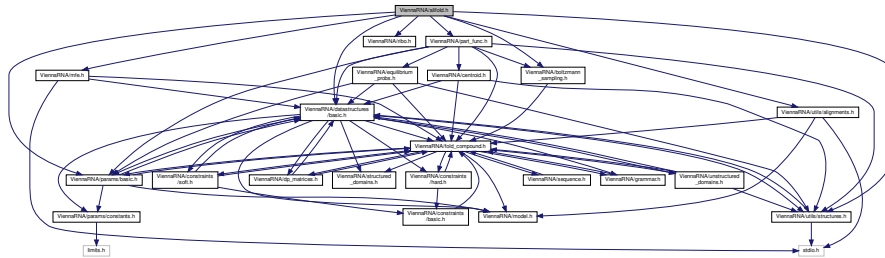 ViennaRNA/alifold.h
ViennaRNA/ribo.h
ViennaRNA/part_func.h
ViennaRNA/mfe.h
ViennaRNA/equilibrium
_probs.h
ViennaRNA/centroid.h
ViennaRNA/boltzmann
_sampling.h
ViennaRNA/datastructures
/basic.h
ViennaRNA/utils/alignments.h
ViennaRNA/fold_compound.h
ViennaRNA/params/basic.h
ViennaRNA/constraints
/soft.h
ViennaRNA/dp_matrices.h
ViennaRNA/structured
_domains.h
ViennaRNA/constraints
/hard.h
ViennaRNA/sequence.h
ViennaRNA/grammar.h
ViennaRNA/unstructured
_domains.h
ViennaRNA/params/constants.h
ViennaRNA/constraints
/basic.h
ViennaRNA/model.h
ViennaRNA/utils/structures.h
limits.h
stdio.h